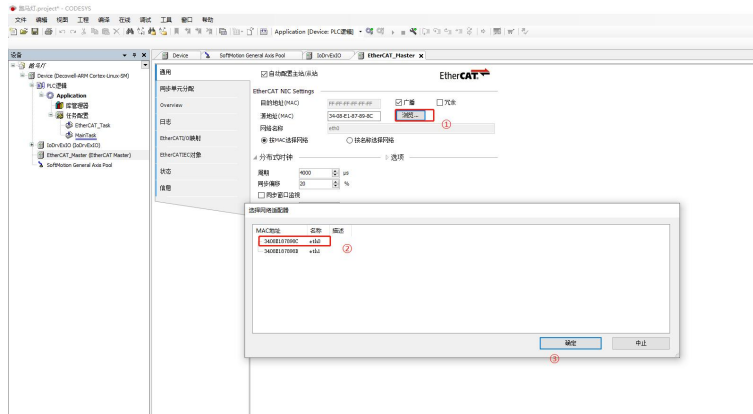 跑马灯.project* - CODESYS
文件 编辑 视图 工程 编译 在线 调试 工具 窗口 帮助
Application [Device: PLC逻辑]
设备
跑马灯
Device (Decowell-ARM Cortex-Linux-SM)
PLC逻辑
Application
库管理器
任务配置
EtherCAT_Task
MainTask
IoDrvExIO (IoDrvExIO)
EtherCAT_Master (EtherCAT Master)
SoftMotion General Axis Pool
Device SoftMotion General Axis Pool IoDrvExIO EtherCAT_Master
通用
同步单元分配
Overview
日志
EtherCAT I/O映射
EtherCAT IEC对象
状态
信息
自动配置主站/从站 EtherCAT
EtherCAT NIC Settings
目的地址(MAC) FF-FF-FF-FF-FF-FF 广播 冗余
源地址(MAC) 34-08-E1-87-89-8C 浏览... ①
网络名称 eth0
按MAC选择网络 按名称选择网络
分布式时钟 选项
周期 4000 µs
同步偏移 20 %
同步窗口监视
选择网络适配器
MAC地址 名称 描述
eth0
②
eth1
确定 中止
③